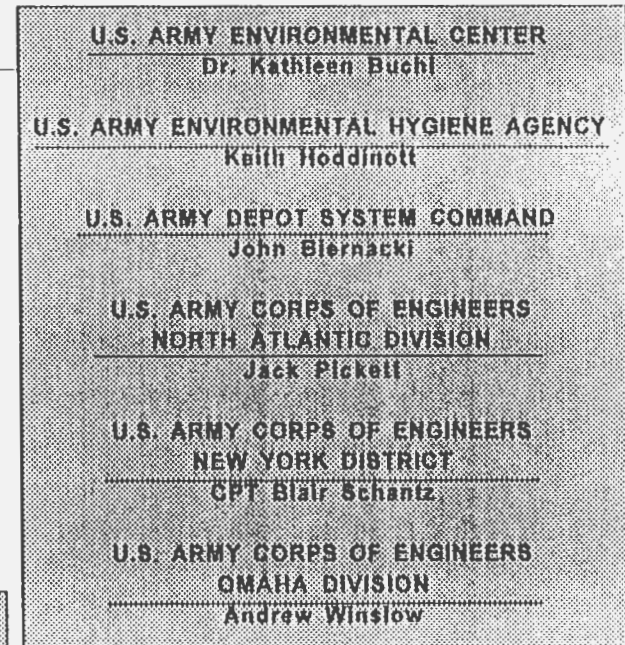 U.S. ARMY ENVIRONMENTAL CENTER
Dr. Kathleen Buchi
U.S. ARMY ENVIRONMENTAL HYGIENE AGENCY
Keith Hoddinott
U.S. ARMY DEPOT SYSTEM COMMAND
John Biernacki
U.S. ARMY CORPS OF ENGINEERS
NORTH ATLANTIC DIVISION
Jack Pickett
U.S. ARMY CORPS OF ENGINEERS
NEW YORK DISTRICT
CPT Blair Schantz
U.S. ARMY CORPS OF ENGINEERS
OMAHA DIVISION
Andrew Winslow